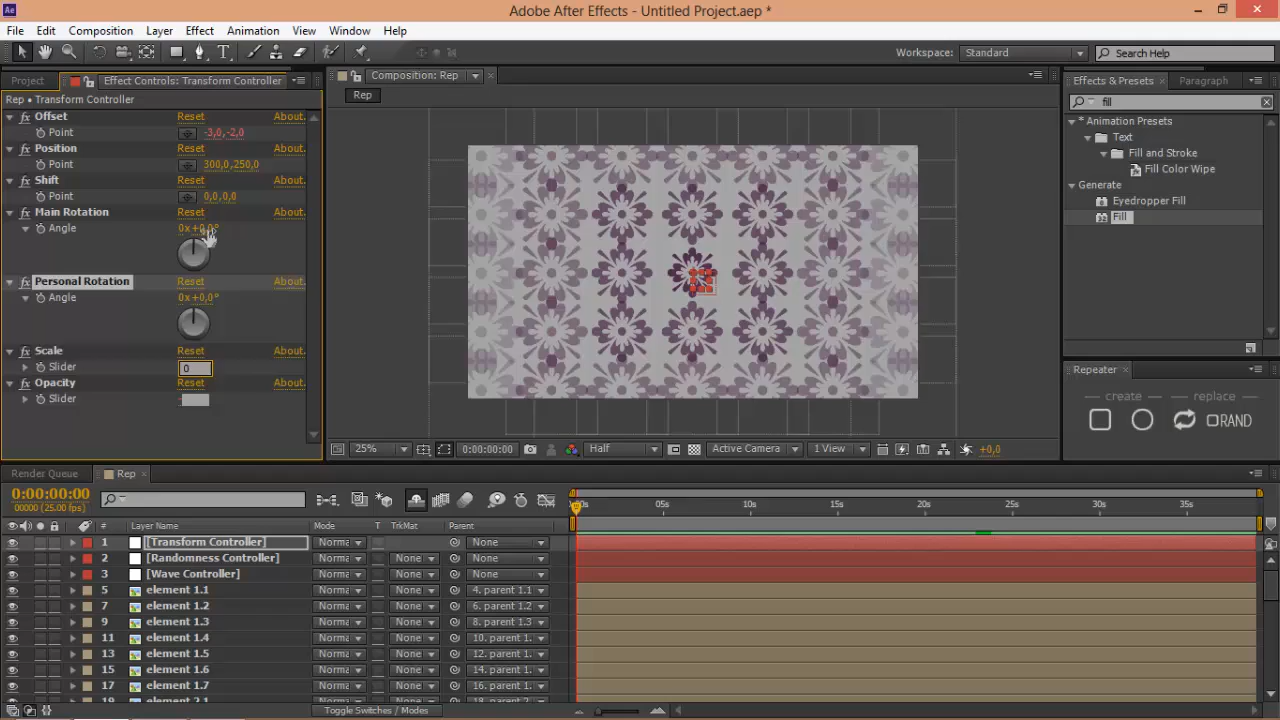 Ae
Adobe After Effects - Untitled Project.aep *
File Edit Composition Layer Effect Animation View Window Help
Workspace: Standard Search Help
Project Effect Controls: Transform Controller
Rep • Transform Controller
fx Offset Reset About.
Point -3,0,-2,0
fx Position Reset About.
Point 300,0,250,0
fx Shift Reset About.
Point 0,0,0,0
fx Main Rotation Reset About.
Angle 0x+0,0°
fx Personal Rotation Reset About.
Angle 0x+0,0°
fx Scale Reset About.
Slider 0
fx Opacity Reset About.
Slider
Composition: Rep
Rep
25% 0:00:00:00 Half Active Camera 1 View +0,0
Effects & Presets Paragraph
fill
* Animation Presets
Text
Fill and Stroke
Fill Color Wipe
Generate
Eyedropper Fill
Fill
Repeater
create replace
RAND
Render Queue Rep
0:00:00:00
00000 (25.00 fps)
# Layer Name Mode T TrkMat Parent
05s 10s 15s 20s 25s 30s 35s
1 [Transform Controller] Norma None
2 [Randomness Controller] Norma None None
3 [Wave Controller] Norma None None
5 element 1.1 Norma None 4. parent 1.1
7 element 1.2 Norma None 6. parent 1.2
9 element 1.3 Norma None 8. parent 1.3
11 element 1.4 Norma None 10. parent 1.
13 element 1.5 Norma None 12. parent 1.
15 element 1.6 Norma None 14. parent 1.
17 element 1.7 Norma None 16. parent 1.
Toggle Switches / Modes